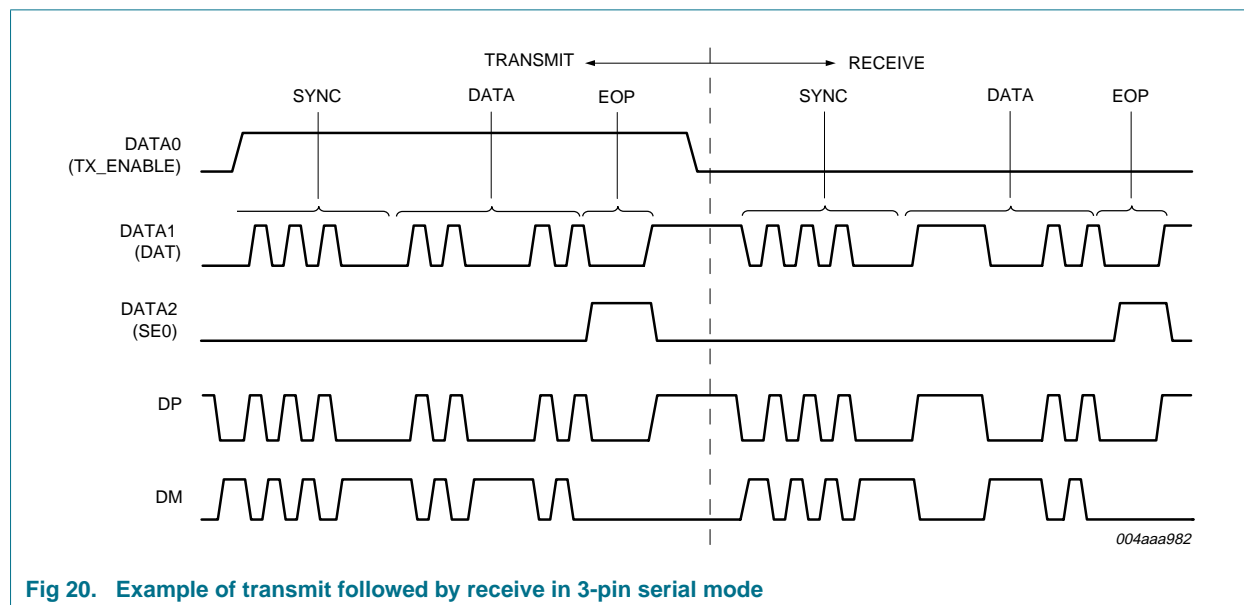 TRANSMIT RECEIVE
SYNC DATA EOP SYNC DATA EOP
DATA0
(TX_ENABLE)
DATA1
(DAT)
DATA2
(SE0)
DP
DM
004aaa982
Fig 20. Example of transmit followed by receive in 3-pin serial mode